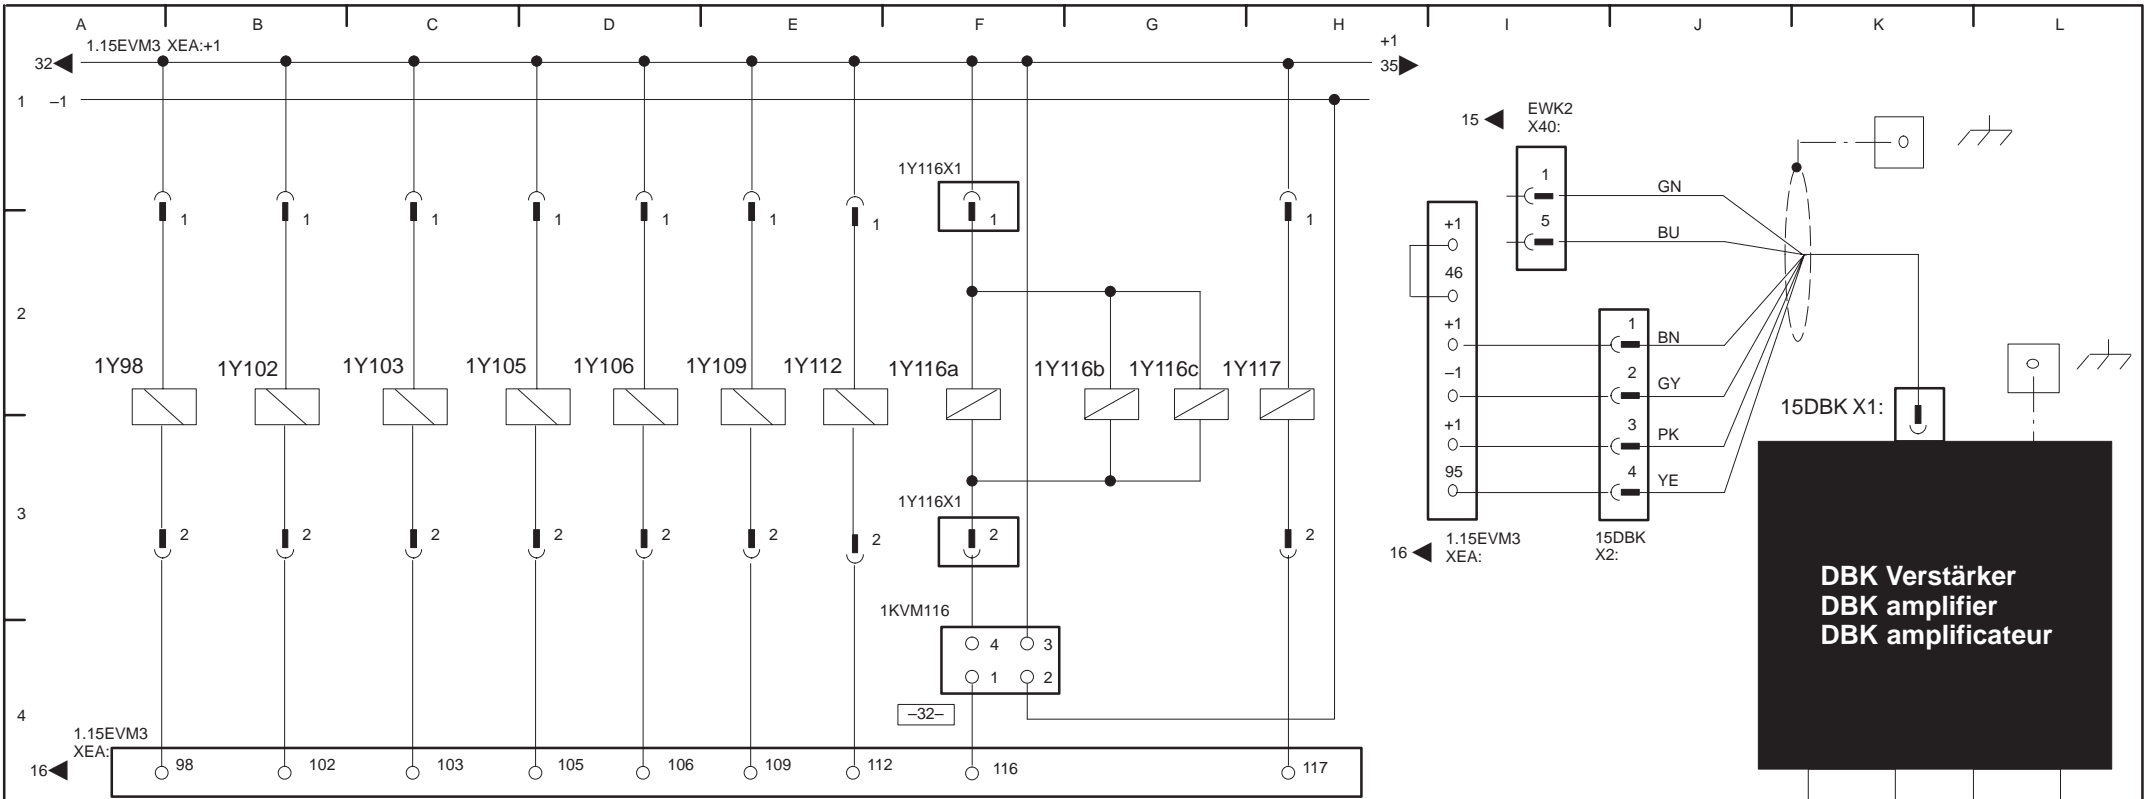 A B C D E F G H I J K L
1.15EVM3 XEA:+1
32
+1
35
1 –1
15
EWK2
X40:
1Y116X1
1 1 1 1 1 1 1 1 1
1
5
GN
BU
+1
46
2
+1
–1
+1
95
1
2
3
4
BN
GY
PK
YE
1Y98 1Y102 1Y103 1Y105 1Y106 1Y109 1Y112 1Y116a 1Y116b 1Y116c 1Y117
15DBK X1:
1Y116X1
3
2 2 2 2 2 2 2 2 2
16
1.15EVM3
XEA:
15DBK
X2:
DBK Verstärker
DBK amplifier
DBK amplificateur
1KVM116
4 3
1 2
–32–
4
1.15EVM3
XEA:
16
98 102 103 105 106 109 112 116 117